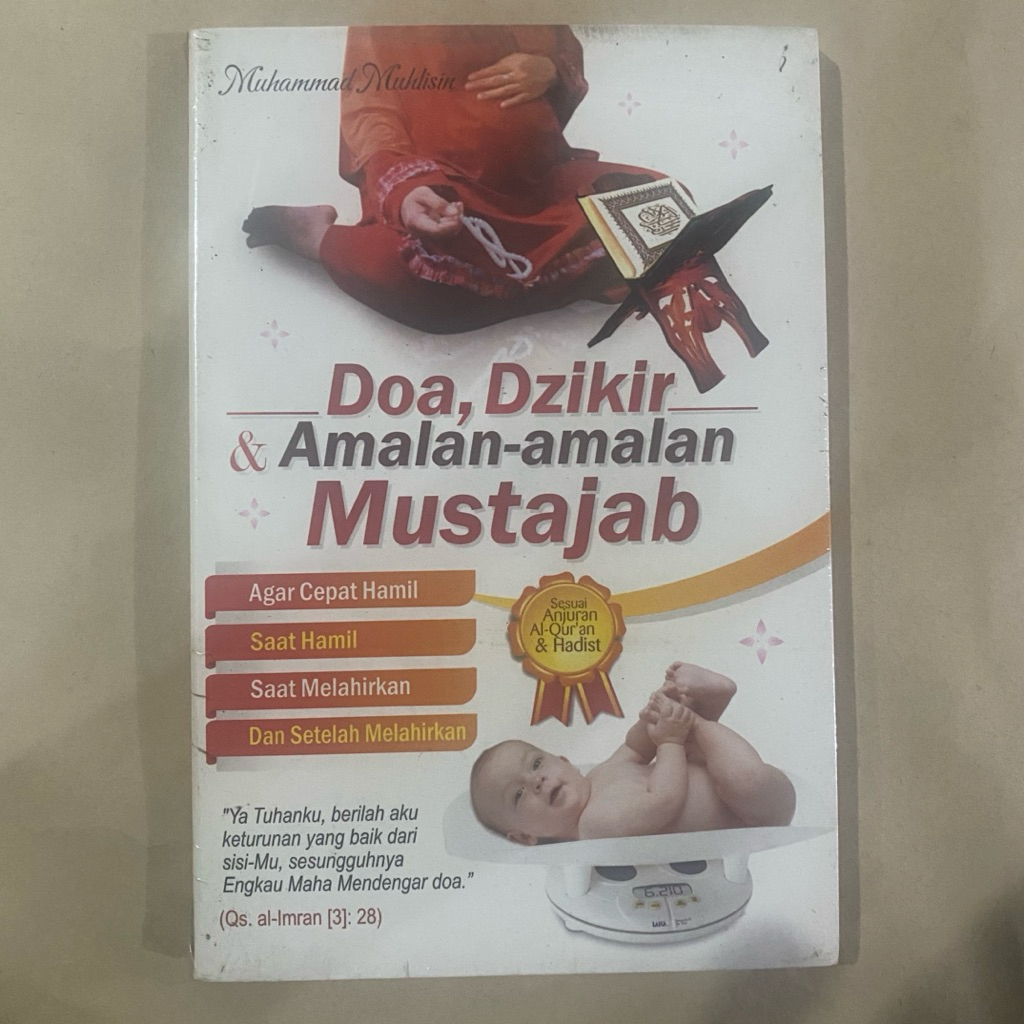 Muhammad Muhlisin
Doa, Dzikir
& Amalan-amalan
Mustajab
Agar Cepat Hamil
Saat Hamil
Saat Melahirkan
Dan Setelah Melahirkan
Sesuai
Anjuran
Al-Qur'an
& Hadist
"Ya Tuhanku, berilah aku
keturunan yang baik dari
sisi-Mu, sesungguhnya
Engkau Maha Mendengar doa."
(Qs. al-Imran [3]: 28)
6.210